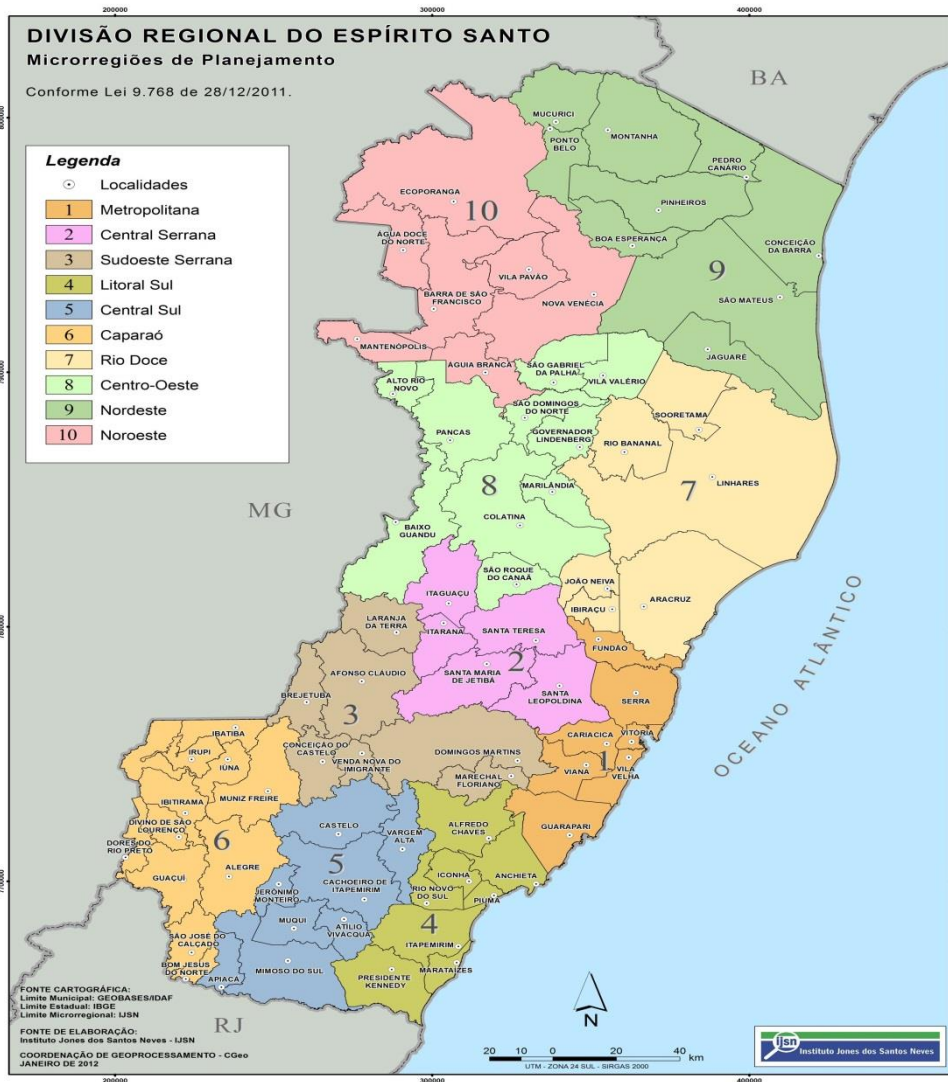 200000
300000
400000
DIVISÃO REGIONAL DO ESPÍRITO SANTO
Microrregiões de Planejamento
Conforme Lei 9.768 de 28/12/2011.
BA
Legenda
Localidades
1 Metropolitana
2 Central Serrana
3 Sudoeste Serrana
4 Litoral Sul
5 Central Sul
6 Caparaó
7 Rio Doce
8 Centro-Oeste
9 Nordeste
10 Noroeste
MUCURICI
PONTO
BELO
MONTANHA
PEDRO
CANÁRIO
ECOPORANGA
10
PINHEIROS
ÁGUA DOCE
DO NORTE
BOA ESPERANÇA
CONCEIÇÃO
DA BARRA
9
VILA PAVÃO
BARRA DE SÃO
FRANCISCO
NOVA VENÉCIA
SÃO MATEUS
MANTENÓPOLIS
JAGUARÉ
ÁGUIA BRANCA
SÃO GABRIEL
DA PALHA
VILA VALÉRIO
ALTO RIO
NOVO
SÃO DOMINGOS
DO NORTE
SOORETAMA
PANCAS
GOVERNADOR
LINDENBERG
RIO BANANAL
8
MARILÂNDIA
7
LINHARES
MG
COLATINA
BAIXO
GUANDU
SÃO ROQUE
DO CANAÃ
JOÃO NEIVA
ITAGUAÇU
IBIRAÇU
ARACRUZ
LARANJA
DA TERRA
ITARANA
SANTA TERESA
FUNDÃO
2
SANTA MARIA
DE JETIBÁ
AFONSO CLÁUDIO
SANTA
LEOPOLDINA
SERRA
BREJETUBA
3
OCEANO ATLÂNTICO
IBATIBA
CARIACICA
VITÓRIA
IRUPI
IÚNA
CONCEIÇÃO DO
CASTELO
VENDA NOVA DO
IMIGRANTE
DOMINGOS MARTINS
VIANA
1
VILA
VELHA
MARECHAL
FLORIANO
IBITIRAMA
MUNIZ FREIRE
DIVINO DE SÃO
LOURENÇO
DORES DO
RIO PRETO
6
CASTELO
VARGEM
ALTA
ALFREDO
CHAVES
GUARAPARI
5
GUAÇUÍ
ALEGRE
JERÔNIMO
MONTEIRO
CACHOEIRO DE
ITAPEMIRIM
ICONHA
ANCHIETA
RIO NOVO
DO SUL
PIÚMA
MUQUI
ATÍLIO
VIVACQUA
4
SÃO JOSÉ DO
CALÇADO
ITAPEMIRIM
BOM JESUS
DO NORTE
APIACÁ
MIMOSO DO SUL
PRESIDENTE
KENNEDY
MARATAÍZES
RJ
FONTE CARTOGRÁFICA:
Limite Municipal: GEOBASES/IDAF
Limite Estadual: IBGE
Limite Microrregional: IJSN
FONTE DE ELABORAÇÃO:
Instituto Jones dos Santos Neves - IJSN
COORDENAÇÃO DE GEOPROCESSAMENTO - CGeo
JANEIRO DE 2012
N
20 10 0 20 40
km
UTM - ZONA 24 SUL - SIRGAS 2000
ijsn
Instituto Jones dos Santos Neves
200000
300000
400000